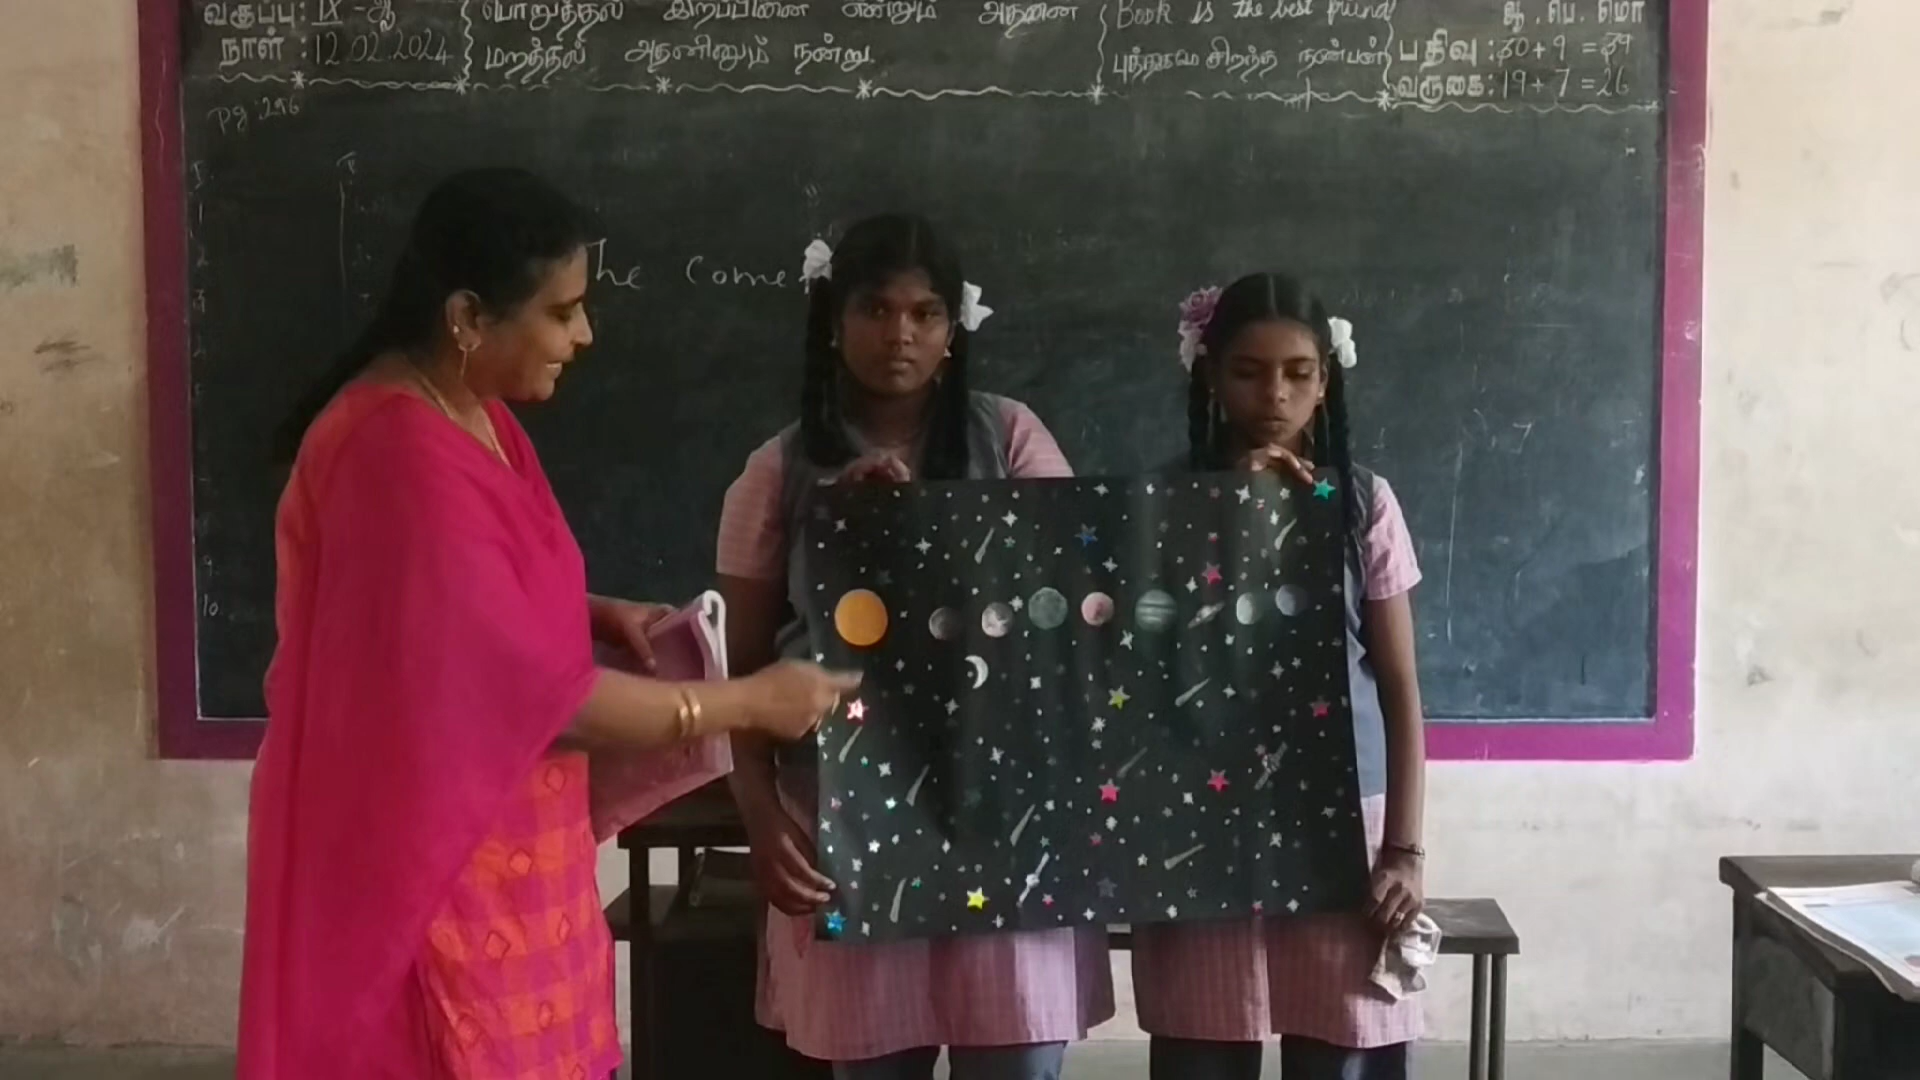 வகுப்பு: IX - ஆ
நாள் : 12.02.2024
பொறுத்தல் இறப்பினை என்றும் அதனை
மறத்தல் அதனினும் நன்று.
Book is the best friend
புத்தகமே சிறந்த நண்பன்
ஆ . பெ. மொ
பதிவு : 30 + 9 = 39
வருகை: 19 + 7 = 26
pg: 296
The Come